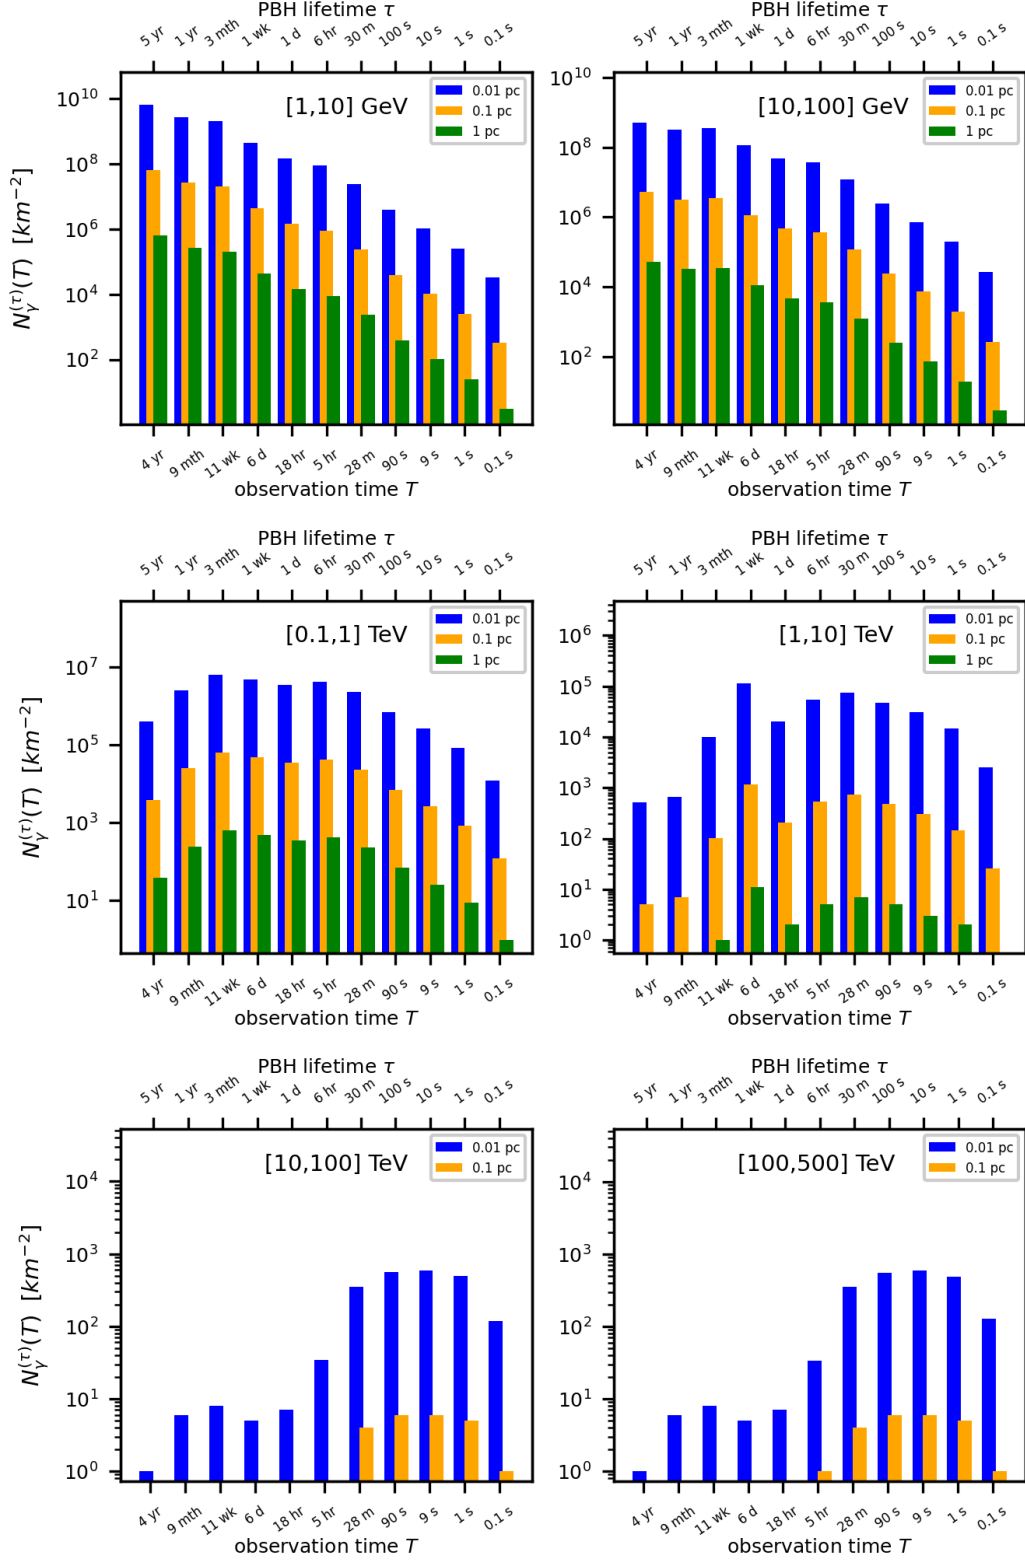 PBH lifetime τ
PBH lifetime τ
5 yr 1 yr 3 mth 1 wk 1 d 6 hr 30 m 100 s 10 s 1 s 0.1 s
5 yr 1 yr 3 mth 1 wk 1 d 6 hr 30 m 100 s 10 s 1 s 0.1 s
[1,10] GeV
0.01 pc
0.1 pc
1 pc
[10,100] GeV
0.01 pc
0.1 pc
1 pc
N_γ^(τ)(T) [km^−2]
10^10
10^8
10^6
10^4
10^2
10^10
10^8
10^6
10^4
10^2
4 yr 9 mth 11 wk 6 d 18 hr 5 hr 28 m 90 s 9 s 1 s 0.1 s
4 yr 9 mth 11 wk 6 d 18 hr 5 hr 28 m 90 s 9 s 1 s 0.1 s
observation time T
observation time T
PBH lifetime τ
PBH lifetime τ
5 yr 1 yr 3 mth 1 wk 1 d 6 hr 30 m 100 s 10 s 1 s 0.1 s
5 yr 1 yr 3 mth 1 wk 1 d 6 hr 30 m 100 s 10 s 1 s 0.1 s
[0.1,1] TeV
0.01 pc
0.1 pc
1 pc
[1,10] TeV
0.01 pc
0.1 pc
1 pc
N_γ^(τ)(T) [km^−2]
10^7
10^5
10^3
10^1
10^6
10^5
10^4
10^3
10^2
10^1
10^0
4 yr 9 mth 11 wk 6 d 18 hr 5 hr 28 m 90 s 9 s 1 s 0.1 s
4 yr 9 mth 11 wk 6 d 18 hr 5 hr 28 m 90 s 9 s 1 s 0.1 s
observation time T
observation time T
PBH lifetime τ
PBH lifetime τ
5 yr 1 yr 3 mth 1 wk 1 d 6 hr 30 m 100 s 10 s 1 s 0.1 s
5 yr 1 yr 3 mth 1 wk 1 d 6 hr 30 m 100 s 10 s 1 s 0.1 s
[10,100] TeV
0.01 pc
0.1 pc
[100,500] TeV
0.01 pc
0.1 pc
N_γ^(τ)(T) [km^−2]
10^4
10^3
10^2
10^1
10^0
10^4
10^3
10^2
10^1
10^0
4 yr 9 mth 11 wk 6 d 18 hr 5 hr 28 m 90 s 9 s 1 s 0.1 s
4 yr 9 mth 11 wk 6 d 18 hr 5 hr 28 m 90 s 9 s 1 s 0.1 s
observation time T
observation time T